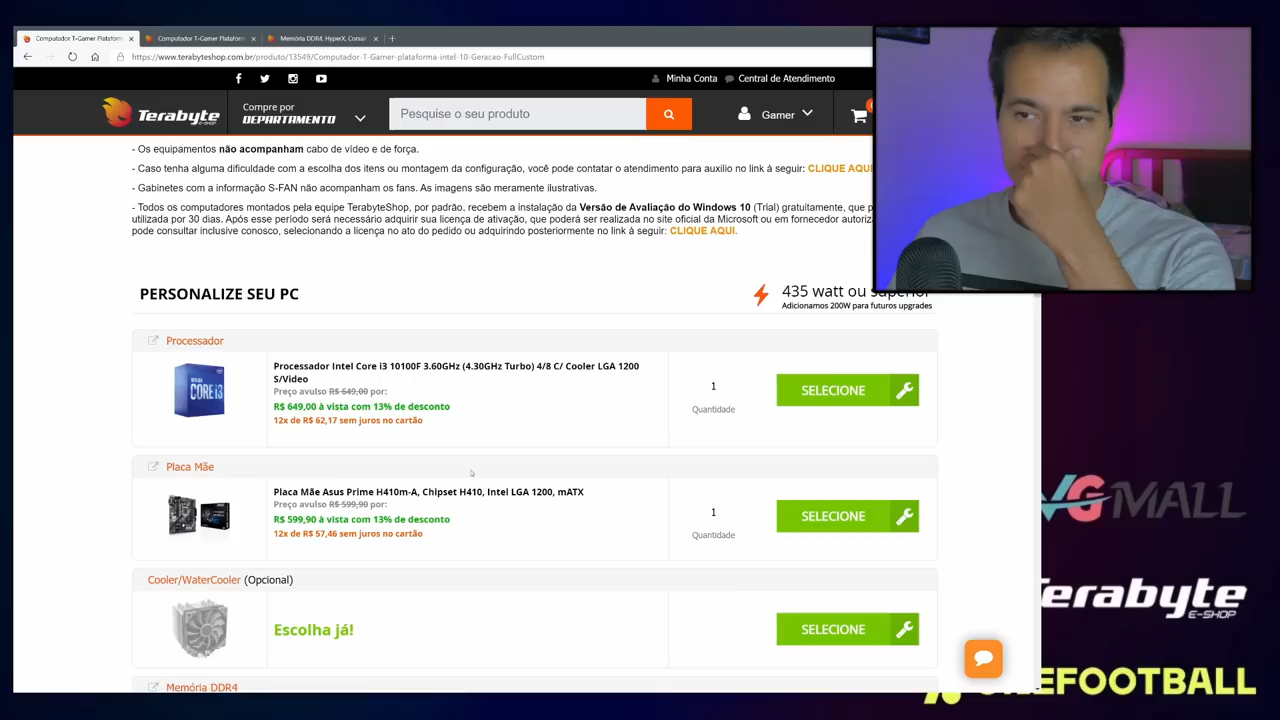 Computador T-Gamer Plataform
Computador T-Gamer Plataform
Memória DDR4, HyperX, Corsair
https://www.terabyteshop.com.br/produto/13549/Computador-T-Gamer-plataforma-intel-10-Geracao-FullCustom
Minha Conta
Central de Atendimento
Terabyte
E-SHOP
Compre por
DEPARTAMENTO
Pesquise o seu produto
Gamer
- Os equipamentos não acompanham cabo de vídeo e de força.
- Caso tenha alguma dificuldade com a escolha dos itens ou montagem da configuração, você pode contatar o atendimento para auxilio no link à seguir: CLIQUE AQUI
- Gabinetes com a informação S-FAN não acompanham os fans. As imagens são meramente ilustrativas.
- Todos os computadores montados pela equipe TerabyteShop, por padrão, recebem a instalação da Versão de Avaliação do Windows 10 (Trial) gratuitamente, que p
utilizada por 30 dias. Após esse período será necessário adquirir sua licença de ativação, que poderá ser realizada no site oficial da Microsoft ou em fornecedor autoriza
pode consultar inclusive conosco, selecionando a licença no ato do pedido ou adquirindo posteriormente no link à seguir: CLIQUE AQUI.
PERSONALIZE SEU PC
435 watt ou superior
Adicionamos 200W para futuros upgrades
Processador
Processador Intel Core i3 10100F 3.60GHz (4.30GHz Turbo) 4/8 C/ Cooler LGA 1200
S/Video
Preço avulso R$ 649,00 por:
R$ 649,00 à vista com 13% de desconto
12x de R$ 62,17 sem juros no cartão
CORE i3
1
Quantidade
SELECIONE
Placa Mãe
Placa Mãe Asus Prime H410m-A, Chipset H410, Intel LGA 1200, mATX
Preço avulso R$ 599,90 por:
R$ 599,90 à vista com 13% de desconto
12x de R$ 57,46 sem juros no cartão
1
Quantidade
SELECIONE
Cooler/WaterCooler (Opcional)
Escolha já!
SELECIONE
Memória DDR4
VGMALL
Terabyte
E-SHOP
ONEFOOTBALL